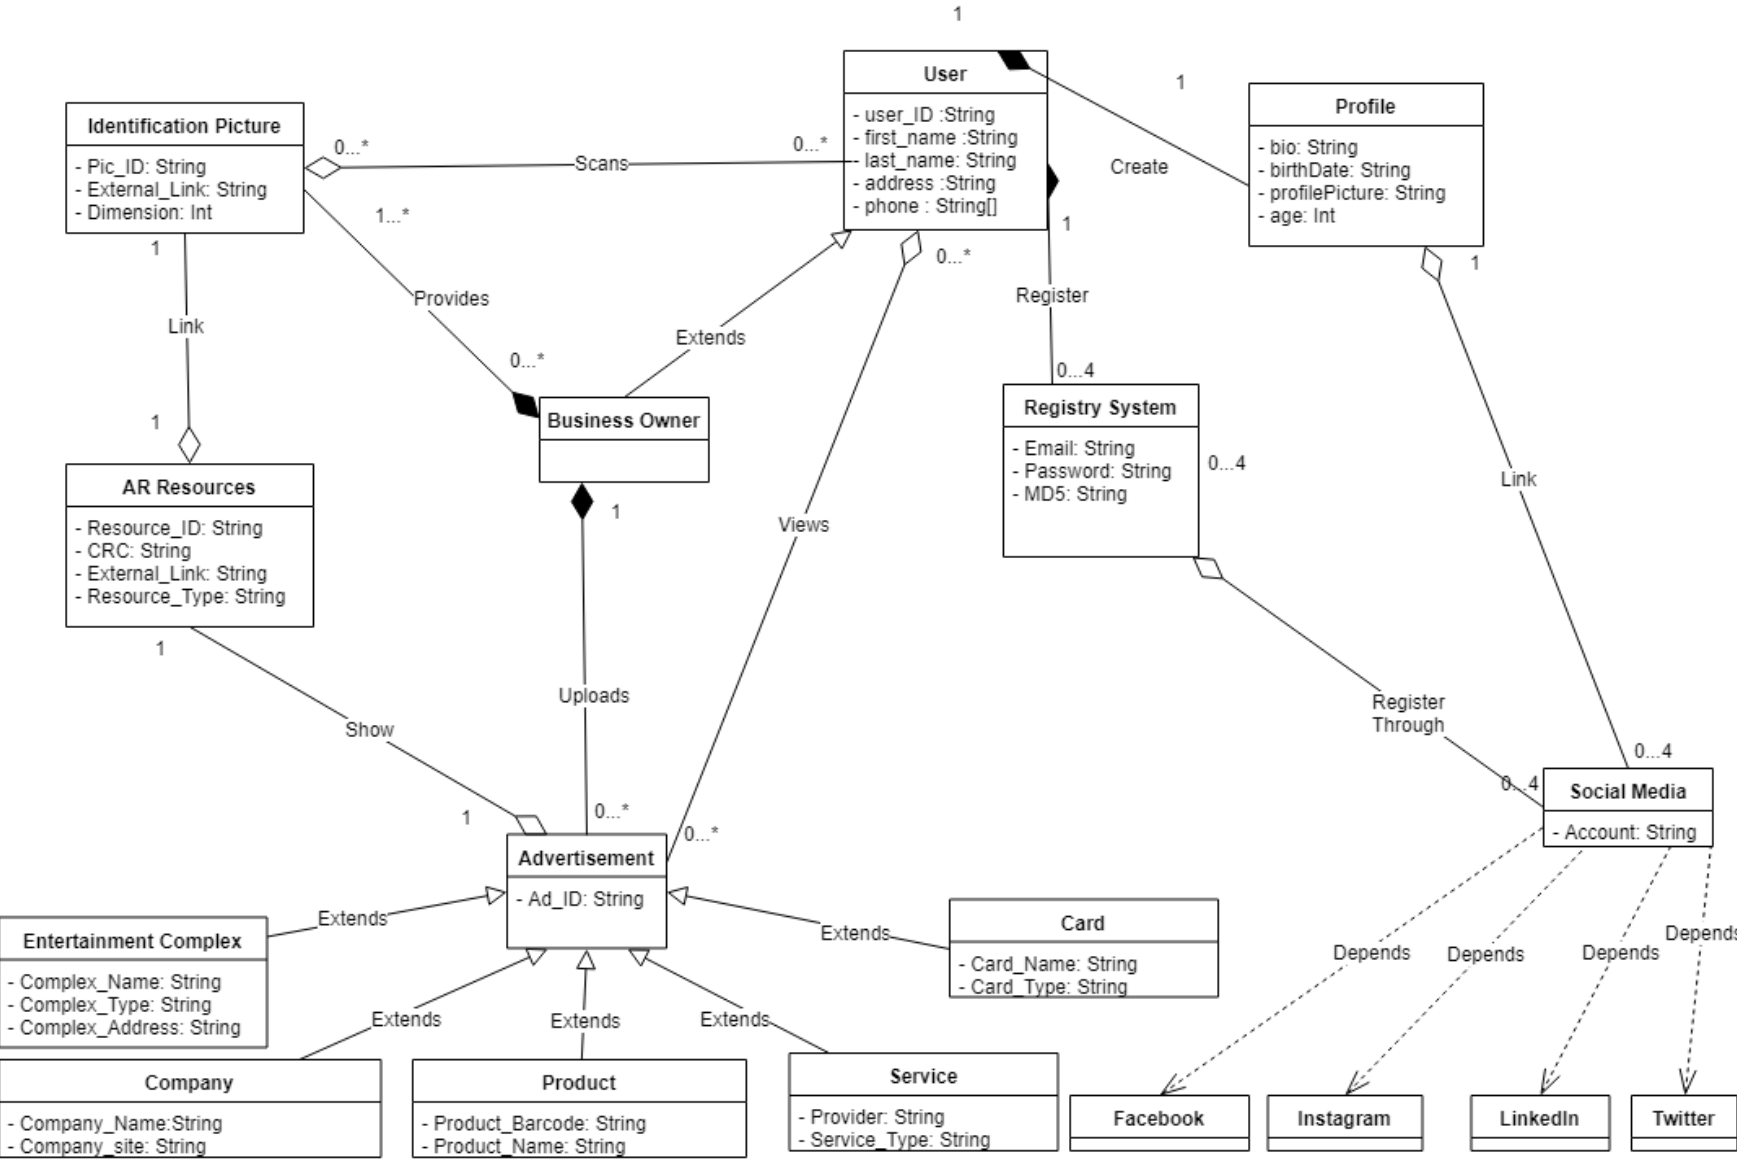 1
User
- user_ID :String
- first_name :String
- last_name: String
- address :String
- phone : String[]
1
Profile
- bio: String
- birthDate: String
- profilePicture: String
- age: Int
Create
Identification Picture
- Pic_ID: String
- External_Link: String
- Dimension: Int
0...*
Scans
0...*
1...*
1
1
0...*
1
Link
Provides
Extends
Register
0...*
0...4
Business Owner
Registry System
- Email: String
- Password: String
- MD5: String
0...4
1
AR Resources
- Resource_ID: String
- CRC: String
- External_Link: String
- Resource_Type: String
1
Views
Link
1
Uploads
Show
Register
Through
1
0...*
0...*
0...4
0...4
Social Media
- Account: String
Advertisement
- Ad_ID: String
Extends
Entertainment Complex
- Complex_Name: String
- Complex_Type: String
- Complex_Address: String
Extends
Card
- Card_Name: String
- Card_Type: String
Depends
Depends
Depends
Depends
Extends
Extends
Extends
Company
- Company_Name:String
- Company_site: String
Product
- Product_Barcode: String
- Product_Name: String
Service
- Provider: String
- Service_Type: String
Facebook
Instagram
LinkedIn
Twitter